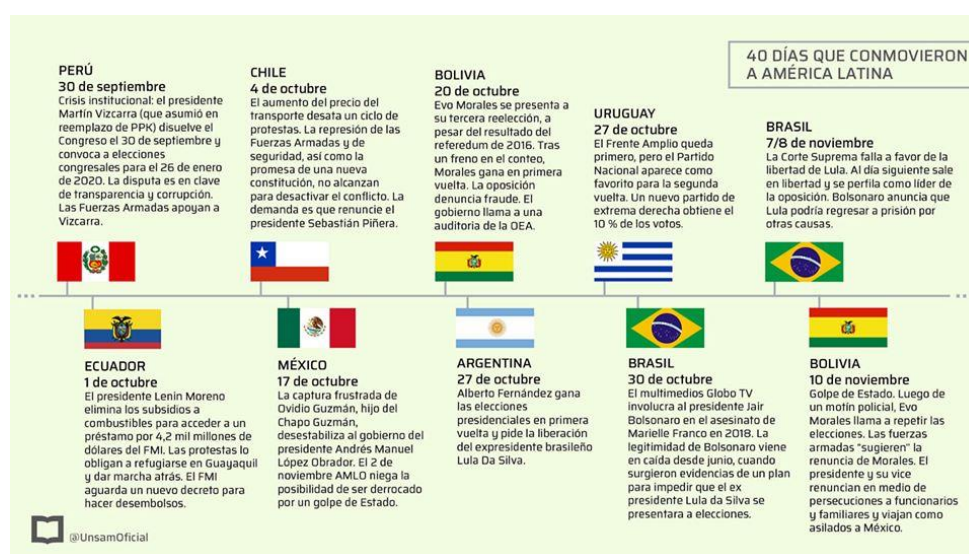 40 DÍAS QUE CONMOVIERON
A AMÉRICA LATINA
PERÚ
30 de septiembre
Crisis institucional: el presidente
Martín Vizcarra (que asumió en
reemplazo de PPK) disuelve el
Congreso el 30 de septiembre y
convoca a elecciones
congresales para el 26 de enero
de 2020. La disputa es en clave
de transparencia y corrupción.
Las Fuerzas Armadas apoyan a
Vizcarra.
CHILE
4 de octubre
El aumento del precio del
transporte desata un ciclo de
protestas. La represión de las
Fuerzas Armadas y de
seguridad, así como la
promesa de una nueva
constitución, no alcanzan
para desactivar el conflicto. La
demanda es que renuncie el
presidente Sebastián Piñera.
BOLIVIA
20 de octubre
Evo Morales se presenta a
su tercera reelección, a
pesar del resultado del
referedum de 2016. Tras
un freno en el conteo,
Morales gana en primera
vuelta. La oposición
denuncia fraude. El
gobierno llama a una
auditoria de la OEA.
URUGUAY
27 de octubre
El Frente Amplio queda
primero, pero el Partido
Nacional aparece como
favorito para la segunda
vuelta. Un nuevo partido de
extrema derecha obtiene el
10 % de los votos.
BRASIL
7/8 de noviembre
La Corte Suprema falla a favor de la
libertad de Lula. Al día siguiente sale
en libertad y se perfila como líder de
la oposición. Bolsonaro anuncia que
Lula podría regresar a prisión por
otras causas.
ECUADOR
1 de octubre
El presidente Lenin Moreno
elimina los subsidios a
combustibles para acceder a un
préstamo por 4,2 mil millones de
dólares del FMI. Las protestas lo
obligan a refugiarse en Guayaquil
y dar marcha atrás. El FMI
aguarda un nuevo decreto para
hacer desembolsos.
MÉXICO
17 de octubre
La captura frustrada de
Ovidio Guzmán, hijo del
Chapo Guzmán,
desestabiliza al gobierno del
presidente Andrés Manuel
López Obrador. El 2 de
noviembre AMLO niega la
posibilidad de ser derrocado
por un golpe de Estado.
ARGENTINA
27 de octubre
Alberto Fernández gana
las elecciones
presidenciales en primera
vuelta y pide la liberación
del expresidente brasileño
Lula Da Silva.
BRASIL
30 de octubre
El multimedios Globo TV
involucra al presidente Jair
Bolsonaro en el asesinato de
Marielle Franco en 2018. La
legitimidad de Bolsonaro viene
en caída desde junio, cuando
surgieron evidencias de un plan
para impedir que el ex
presidente Lula da Silva se
presentara a elecciones.
BOLIVIA
10 de noviembre
Golpe de Estado. Luego de
un motín policial, Evo
Morales llama a repetir las
elecciones. Las fuerzas
armadas "sugieren" la
renuncia de Morales. El
presidente y su vice
renuncian en medio de
persecuciones a funcionarios
y familiares y viajan como
asilados a México.
@UnsamOficial